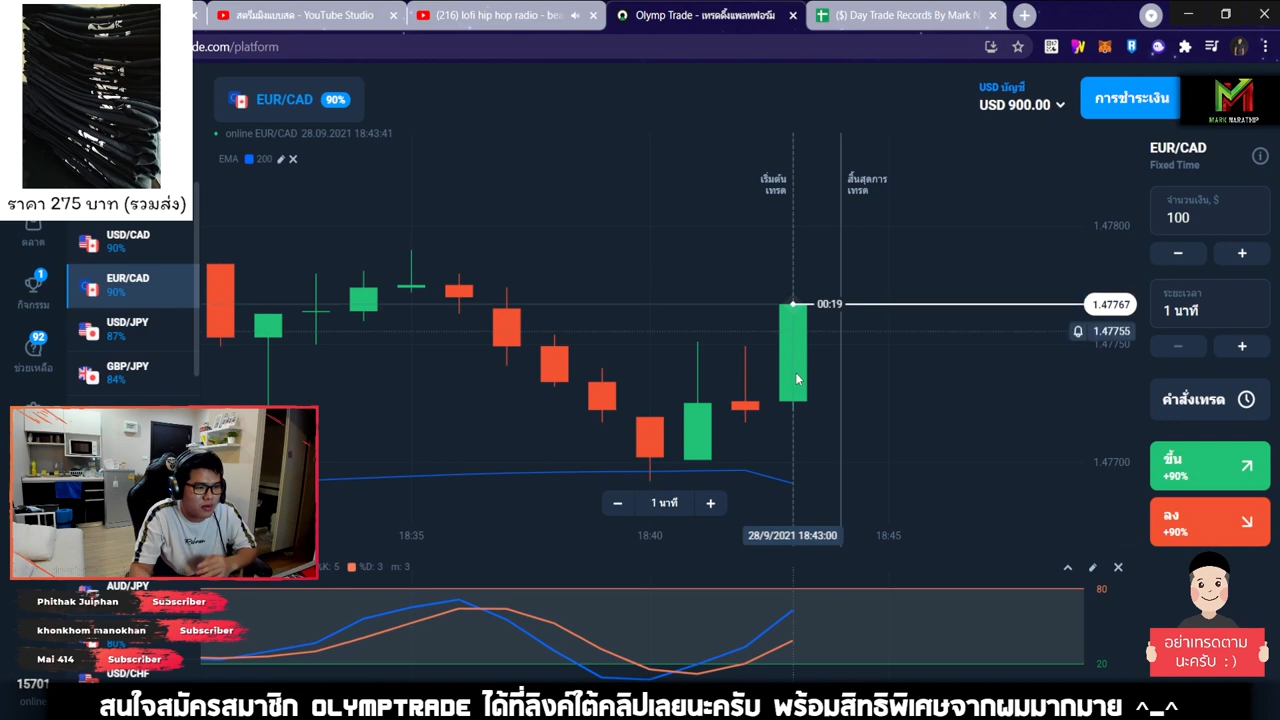 สตรีมมิงแบบสด - YouTube Studio
(216) lofi hip hop radio - bea
Olymp Trade - เทรดดิ้งแพลทฟอร์ม
($) Day Trade Records By Mark N
de.com/platform
ราคา 275 บาท (รวมส่ง)
EUR/CAD 90%
online EUR/CAD 28.09.2021 18:43:41
EMA 200
USD บัญชี
USD 900.00
การชำระเงิน
MARK NARATHIP
ตลาด
1
กิจกรรม
92
ช่วยเหลือ
USD/CAD
90%
EUR/CAD
90%
USD/JPY
87%
GBP/JPY
84%
เริ่มต้น
เทรด
สิ้นสุดการ
เทรด
00:19
1.47800
1.47767
1.47755
1.47750
1.47700
1 นาที
18:35
18:40
28/9/2021 18:43:00
18:45
EUR/CAD
Fixed Time
จำนวนเงิน, $
100
ระยะเวลา
1 นาที
คำสั่งเทรด
ขึ้น
+90%
ลง
+90%
%K: 5 %D: 3 m: 3
80
20
AUD/JPY
Phithak Juiphan Subscriber
khonkhom manokhan Subscriber
80%
Mai 414 Subscriber
USD/CHF
15701
online
อย่าเทรดตาม
นะครับ : )
สนใจสมัครสมาชิก OLYMPTRADE ได้ที่ลิงค์ใต้คลิปเลยนะครับ พร้อมสิทธิพิเศษจากผมมากมาย ^_^